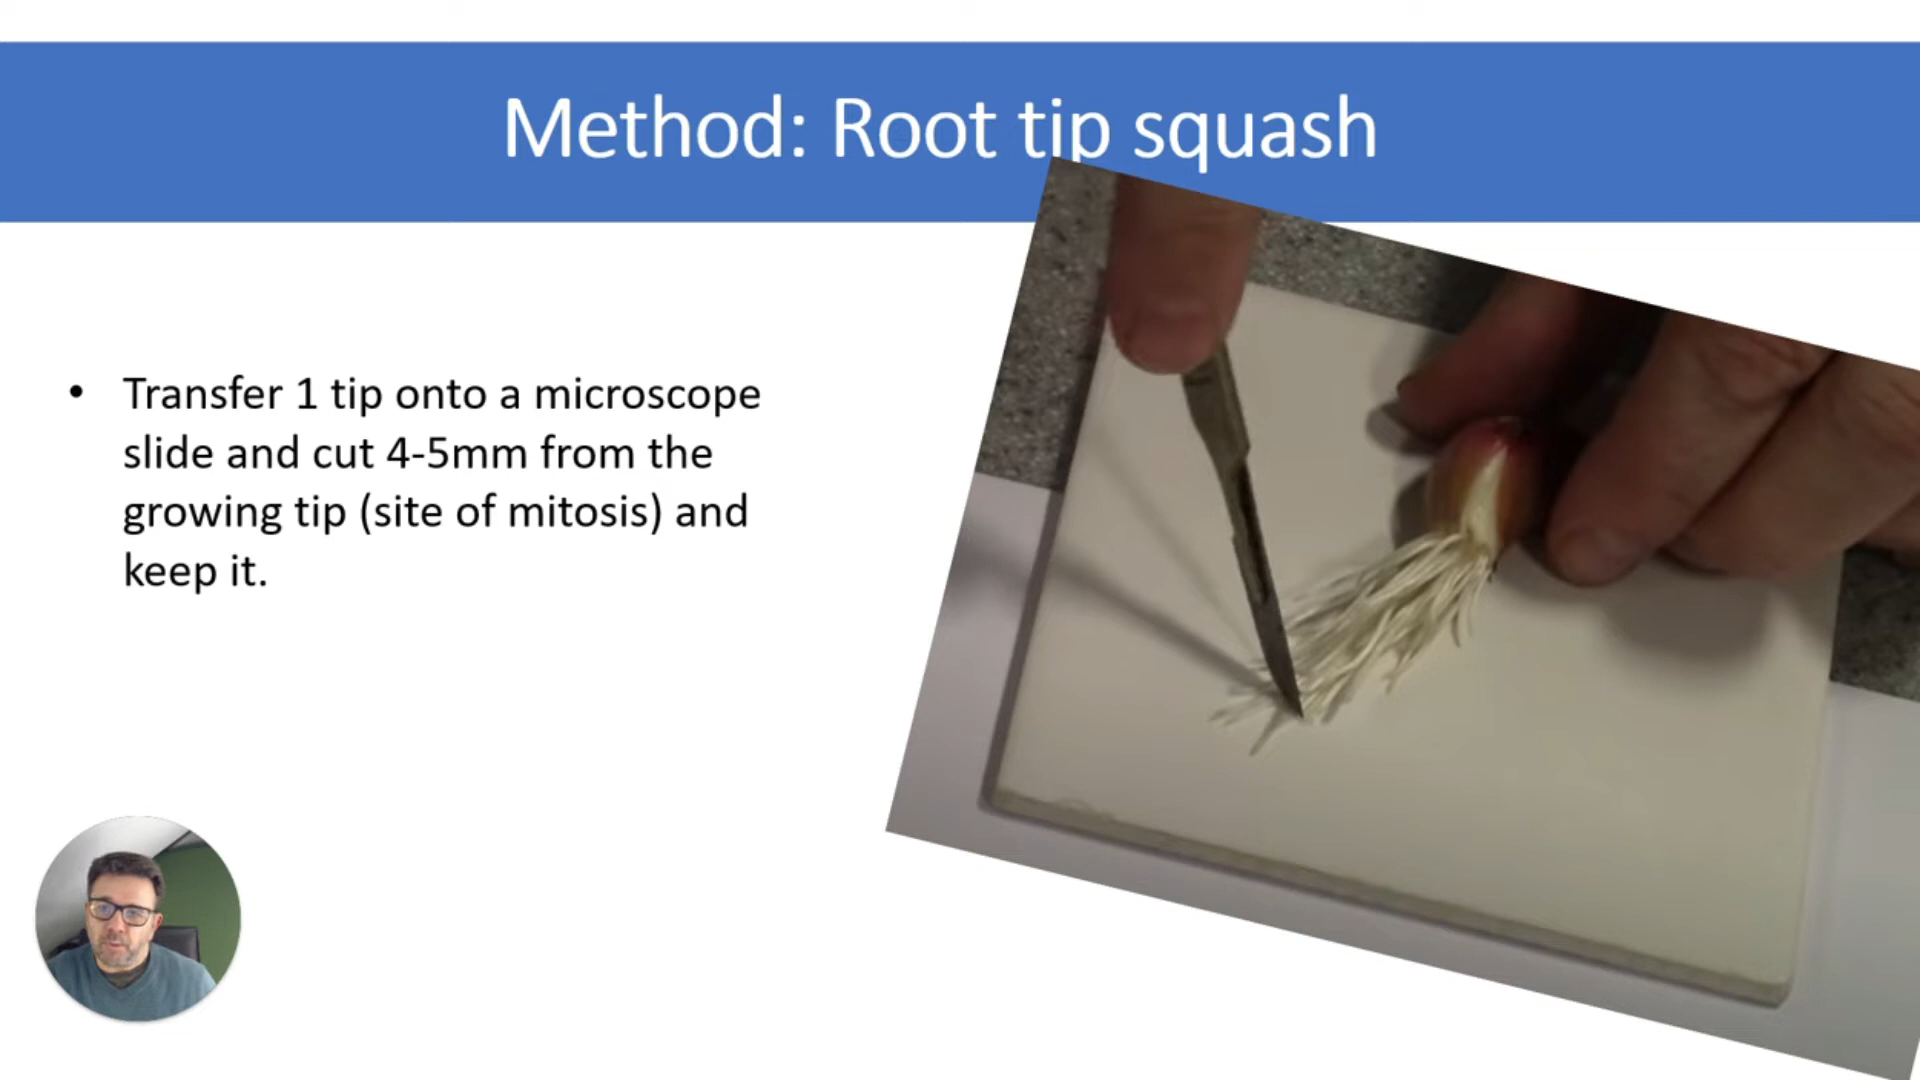 Method: Root tip squash
• Transfer 1 tip onto a microscope
slide and cut 4-5mm from the
growing tip (site of mitosis) and
keep it.